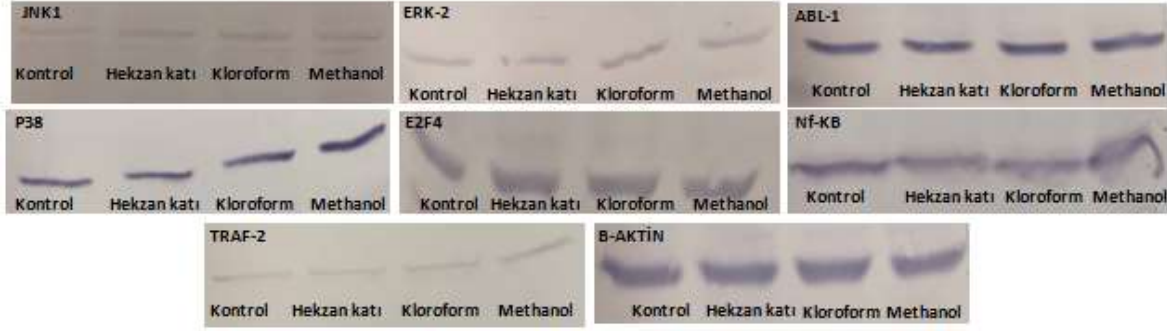 JNK1
Kontrol Hekzan katı Kloroform Methanol
ERK-2
Kontrol Hekzan katı Kloroform Methanol
ABL-1
Kontrol Hekzan katı Kloroform Methanol
P38
Kontrol Hekzan katı Kloroform Methanol
E2F4
Kontrol Hekzan katı Kloroform Methanol
Nf-KB
Kontrol Hekzan katı Kloroform Methanol
TRAF-2
Kontrol Hekzan katı Kloroform Methanol
B-AKTİN
Kontrol Hekzan katı Kloroform Methanol